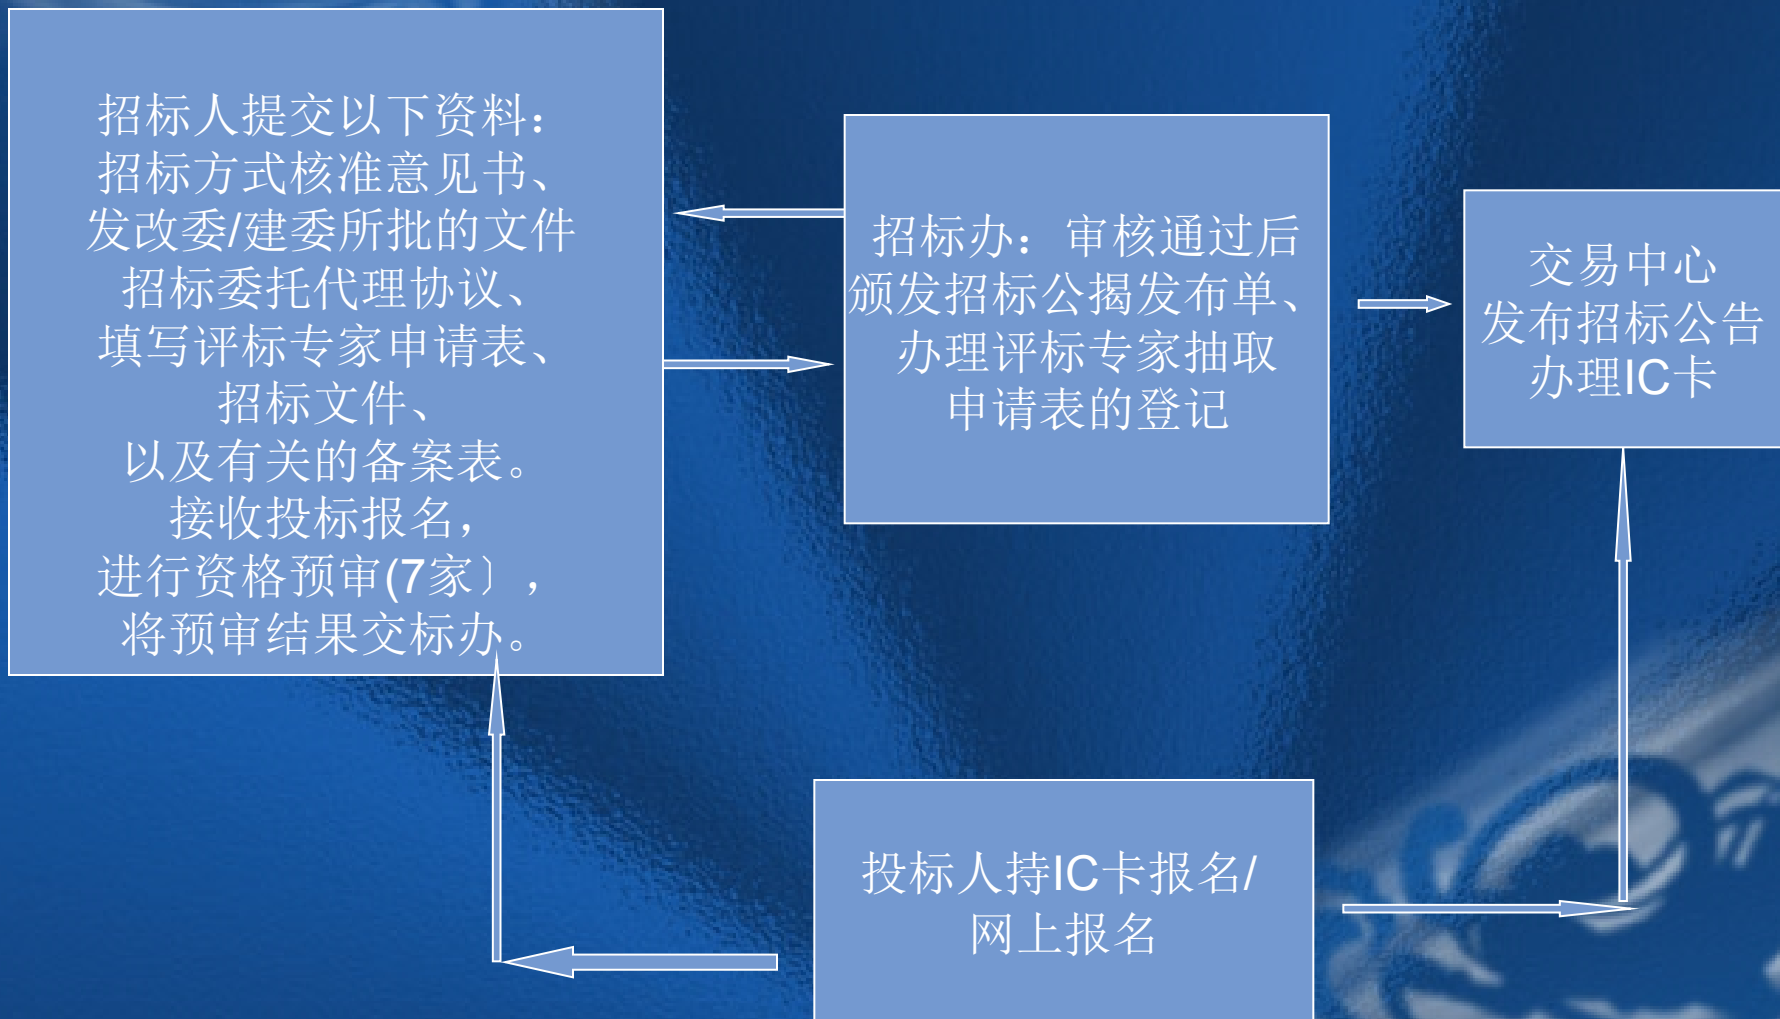 招标人提交以下资料：
招标方式核准意见书、
发改委/建委所批的文件
招标委托代理协议、
填写评标专家申请表、
招标文件、
以及有关的备案表。
接收投标报名，
进行资格预审(7家〕，
将预审结果交标办。
招标办：审核通过后
颁发招标公揭发布单、
办理评标专家抽取
申请表的登记
交易中心
发布招标公告
办理IC卡
投标人持IC卡报名/
网上报名